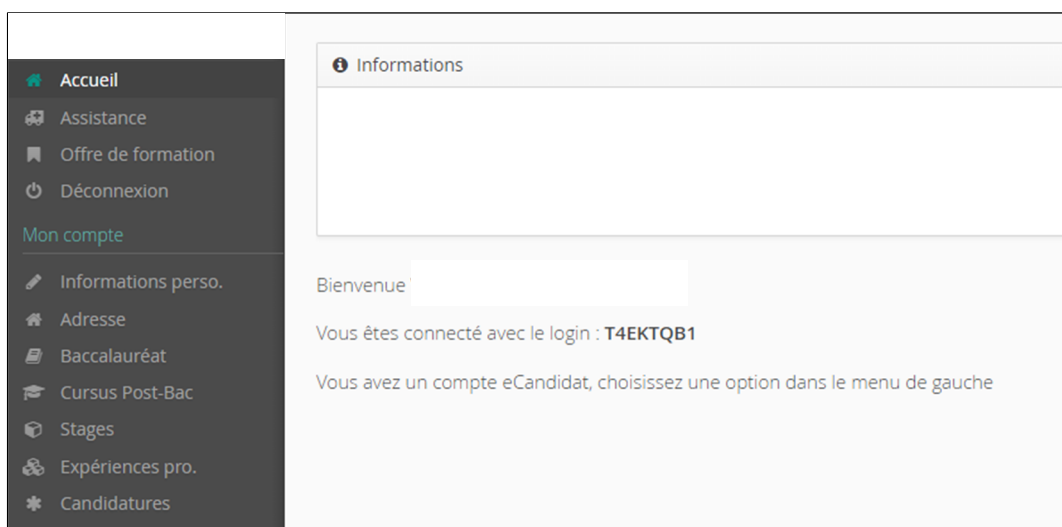 Accueil
Assistance
Offre de formation
Déconnexion
Mon compte
Informations perso.
Adresse
Baccalauréat
Cursus Post-Bac
Stages
Expériences pro.
Candidatures
Informations
Bienvenue
Vous êtes connecté avec le login : T4EKTQB1
Vous avez un compte eCandidat, choisissez une option dans le menu de gauche